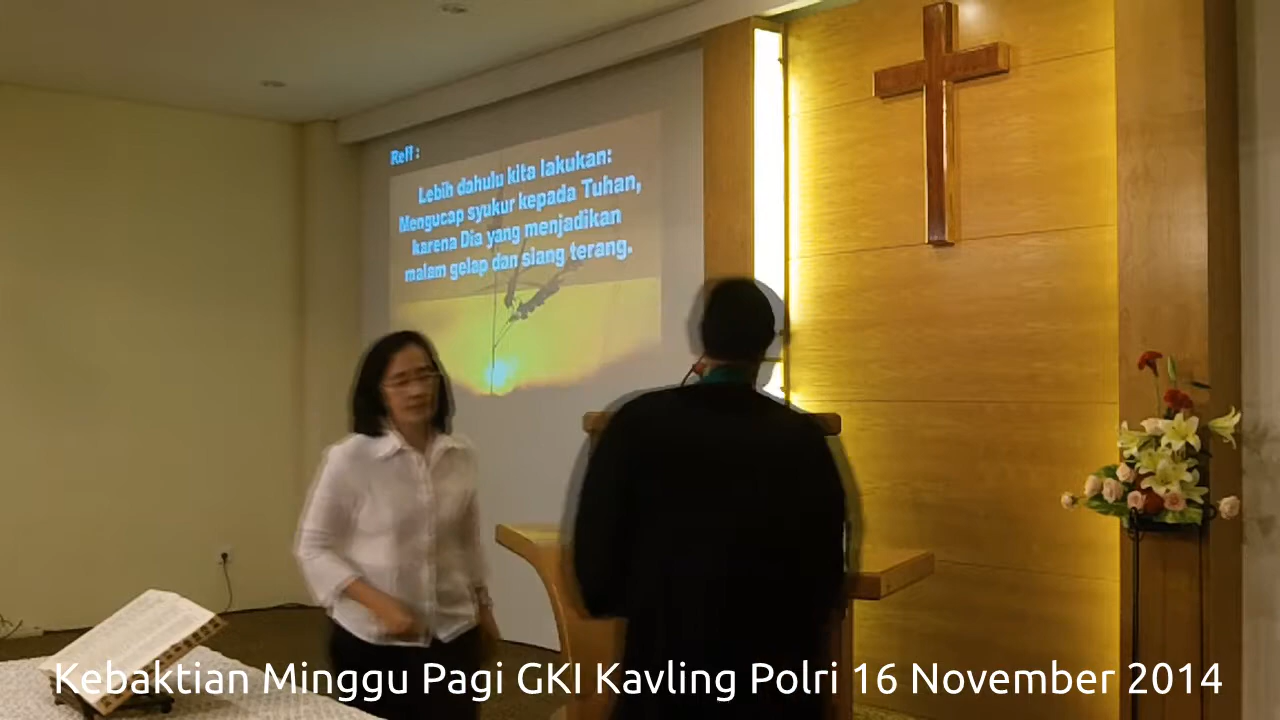 Reff :
Lebih dahulu kita lakukan:
Mengucap syukur kepada Tuhan,
karena Dia yang menjadikan
malam gelap dan siang terang.
Kebaktian Minggu Pagi GKI Kavling Polri 16 November 2014